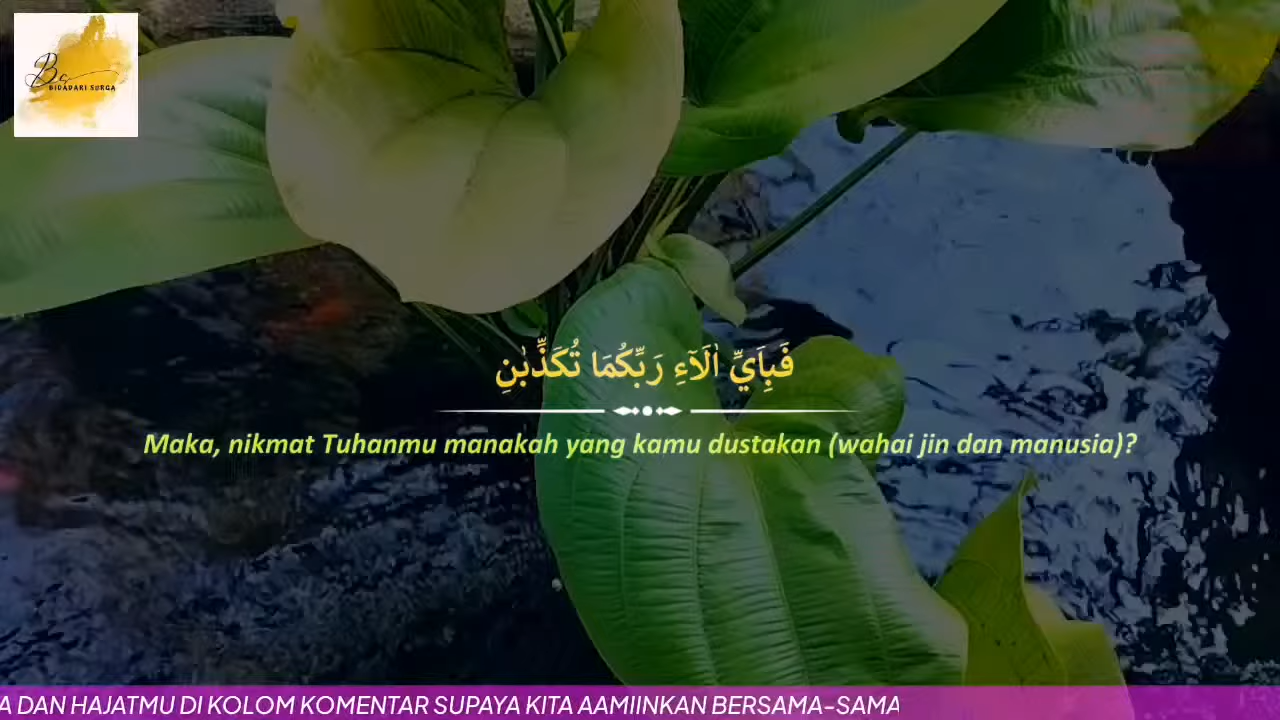 Bs
BIDADARI SURGA
فَبِاَيِّ اٰلَاۤءِ رَبِّكُمَا تُكَذِّبٰنِ
Maka, nikmat Tuhanmu manakah yang kamu dustakan (wahai jin dan manusia)?
A DAN HAJATMU DI KOLOM KOMENTAR SUPAYA KITA AAMIINKAN BERSAMA-SAMA